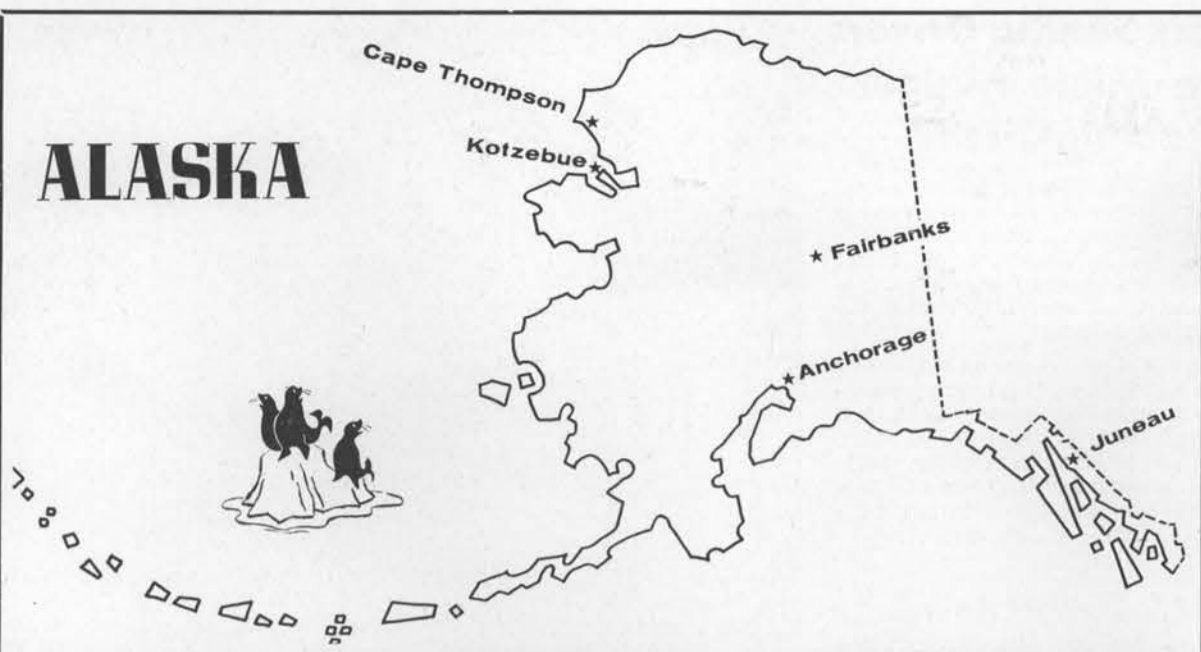 ALASKA
Cape Thompson
Kotzebue
Fairbanks
Anchorage
Juneau